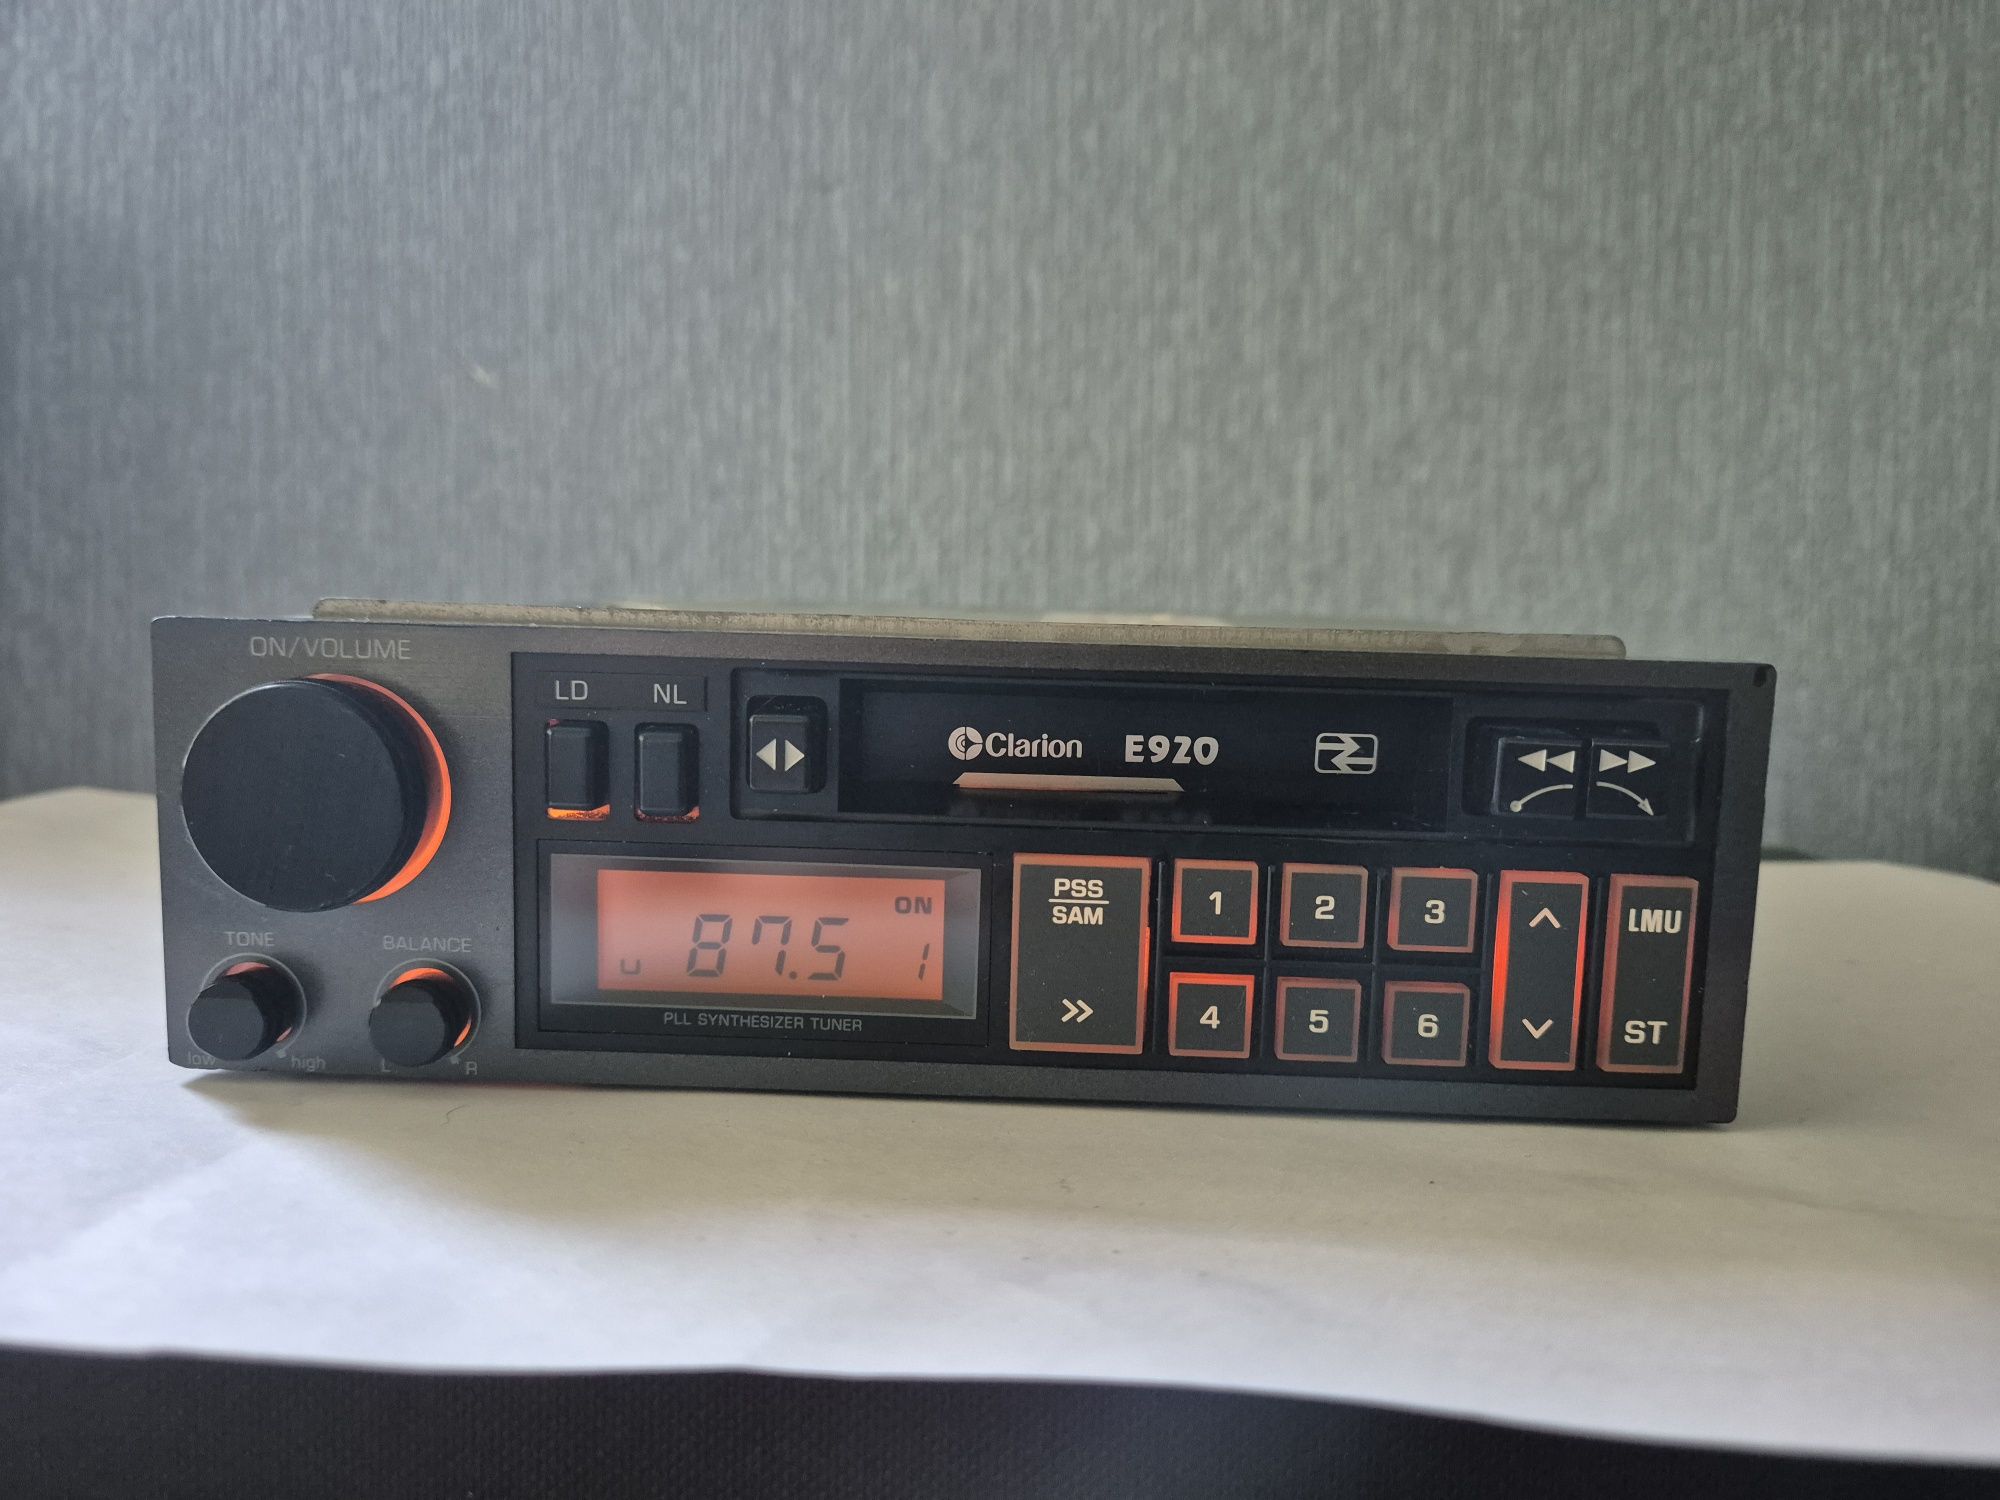 ON/VOLUME
LD NL
Clarion E920
TONE BALANCE
low high L R
ON
U 87.5 1
PLL SYNTHESIZER TUNER
PSS
SAM
1 2 3
4 5 6
LMU
ST